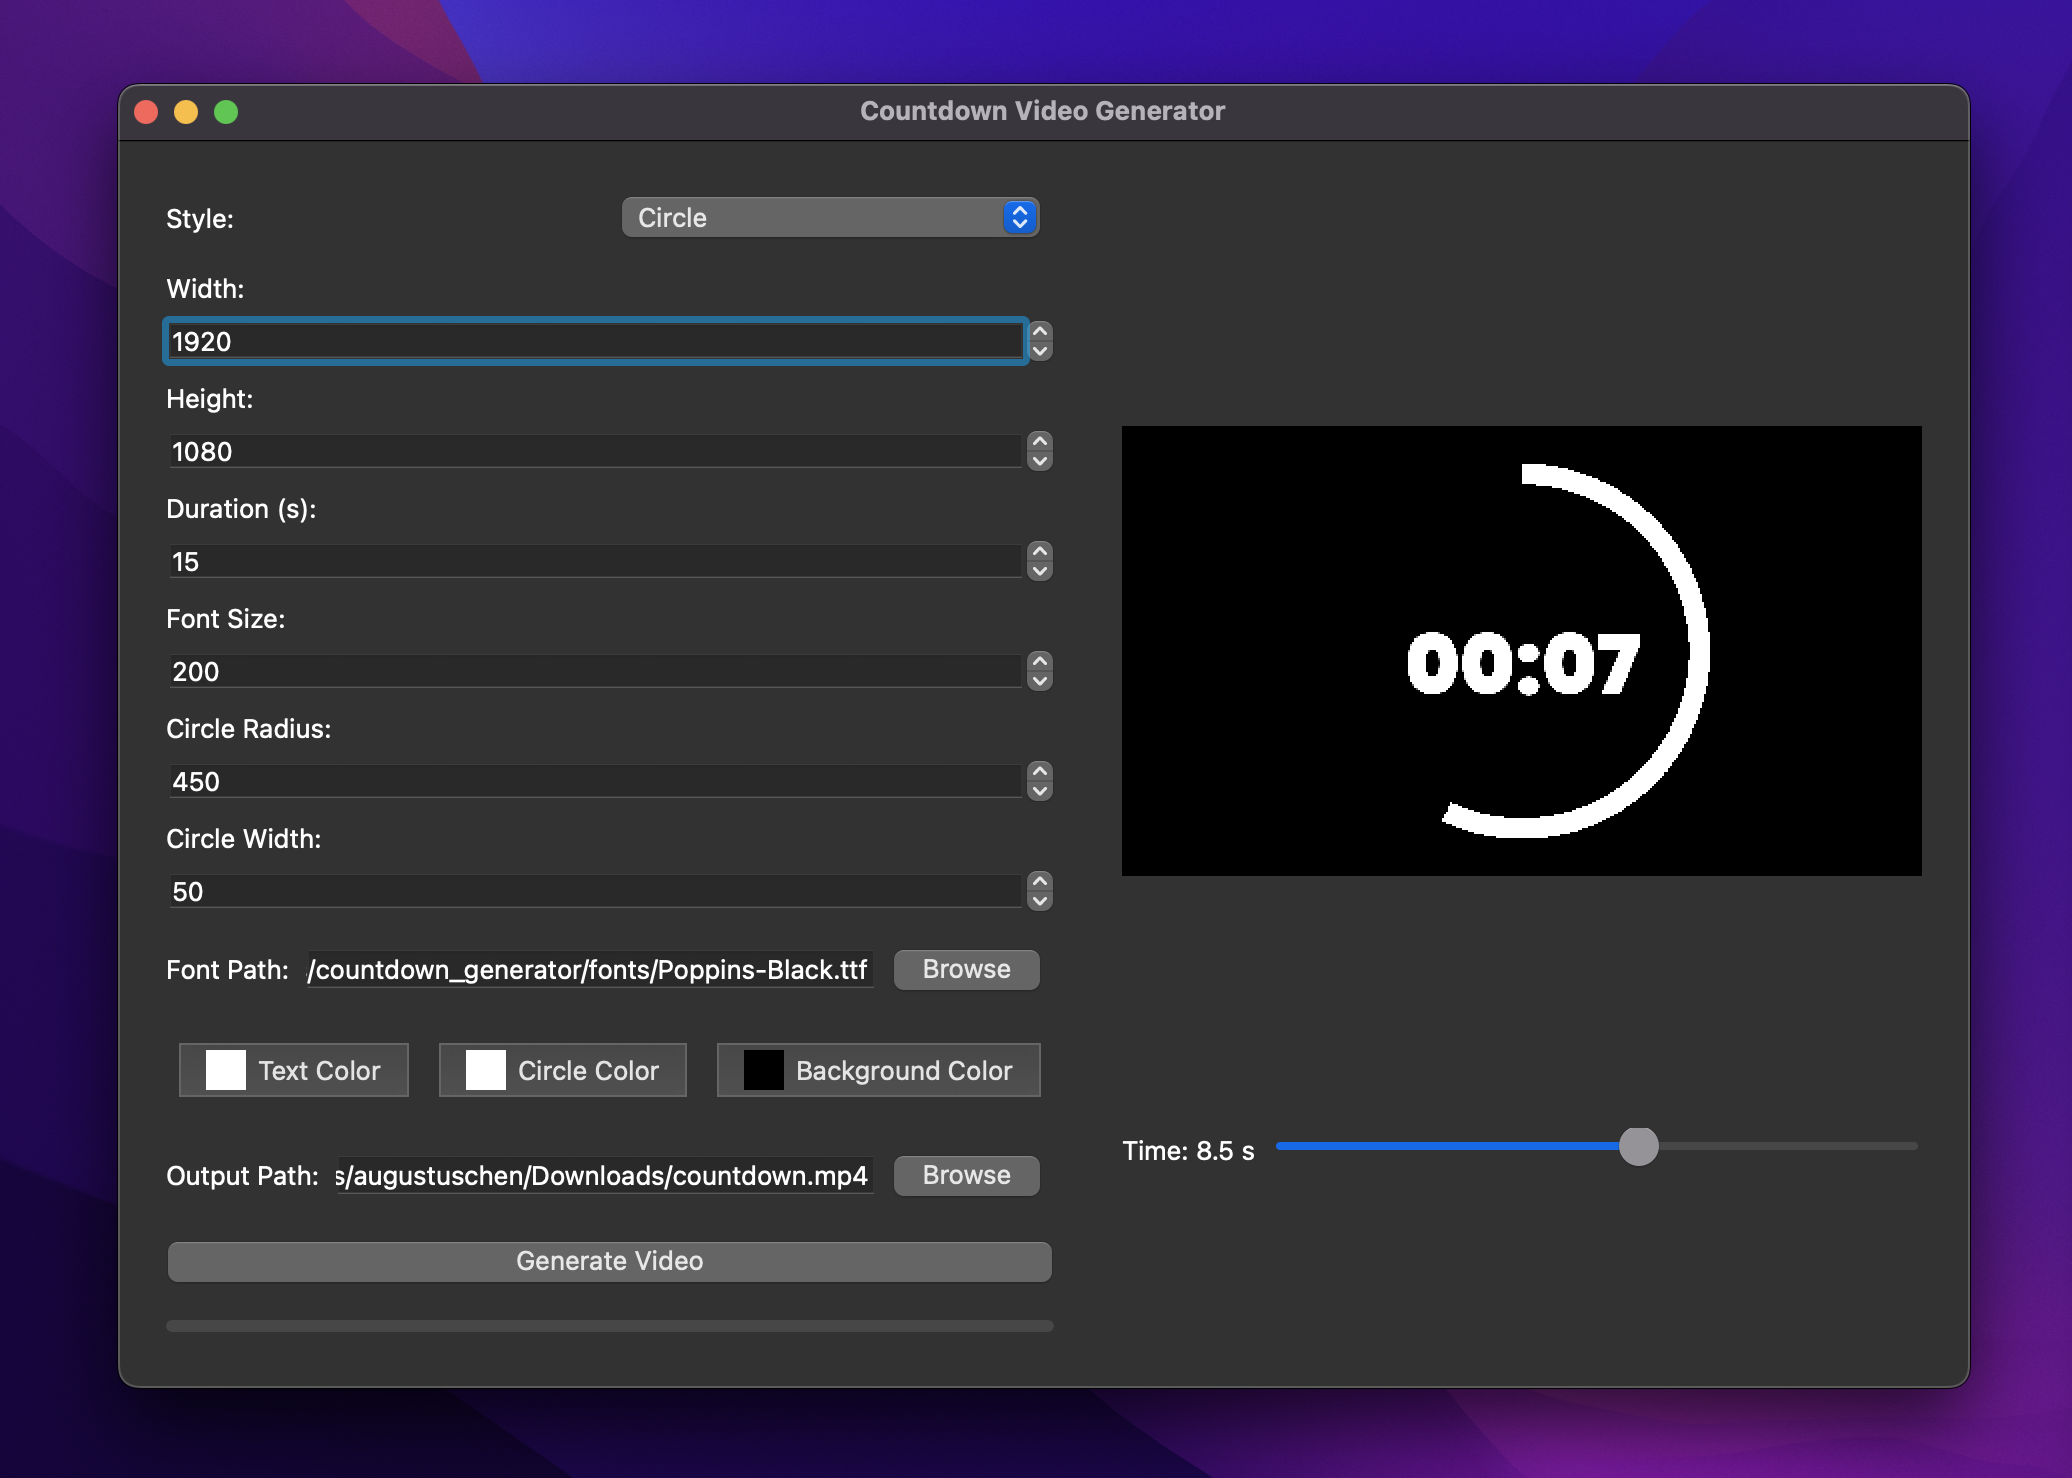 Countdown Video Generator
Style:
Circle
Width:
1920
Height:
1080
Duration (s):
15
Font Size:
200
Circle Radius:
450
Circle Width:
50
Font Path: /countdown_generator/fonts/Poppins-Black.ttf Browse
Text Color Circle Color Background Color
Output Path: s/augustuschen/Downloads/countdown.mp4 Browse
Generate Video
00:07
Time: 8.5 s